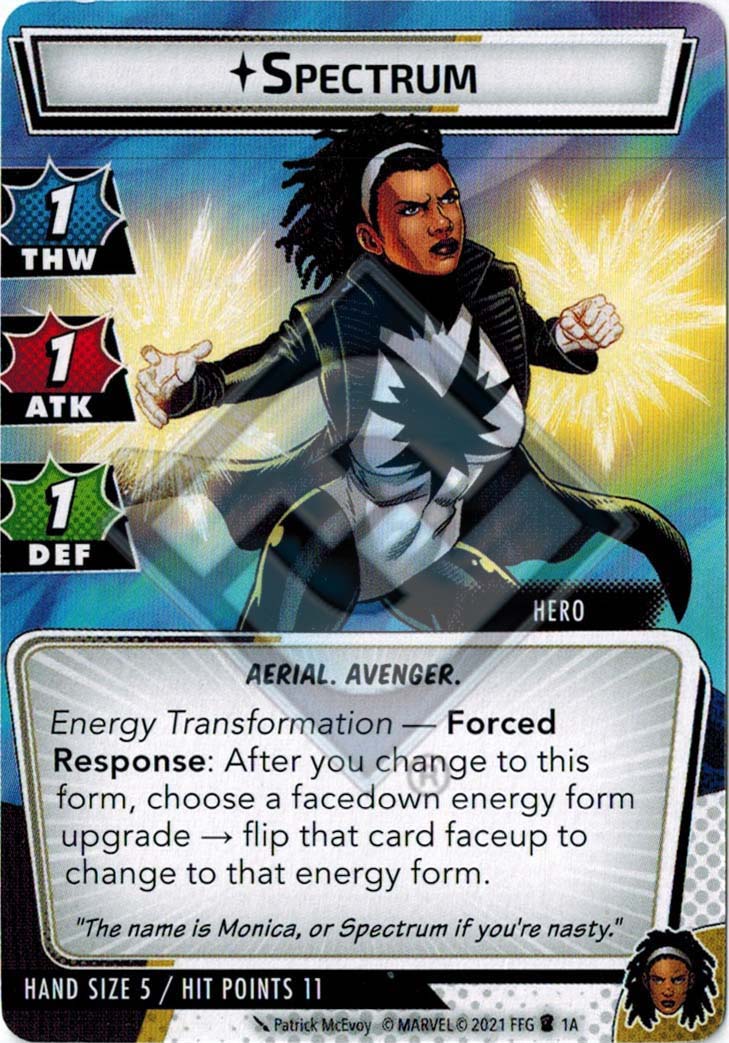 SPECTRUM
1
THW
1
ATK
1
DEF
HERO
AERIAL. AVENGER.
Energy Transformation — Forced
Response: After you change to this
form, choose a facedown energy form
upgrade → flip that card faceup to
change to that energy form.
"The name is Monica, or Spectrum if you're nasty."
HAND SIZE 5 / HIT POINTS 11
Patrick McEvoy © MARVEL © 2021 FFG 1A
®